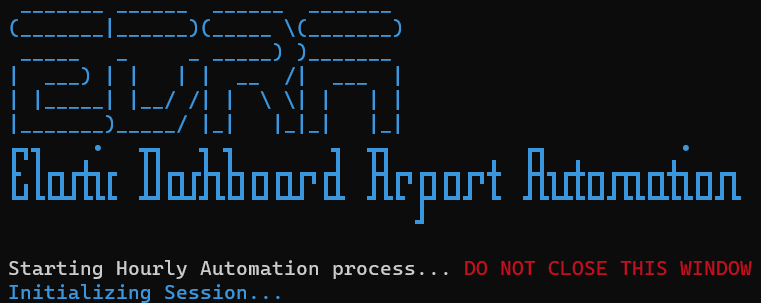 EDRA
Elastic Dashboard Report Automation
Starting Hourly Automation process... DO NOT CLOSE THIS WINDOW
Initializing Session...